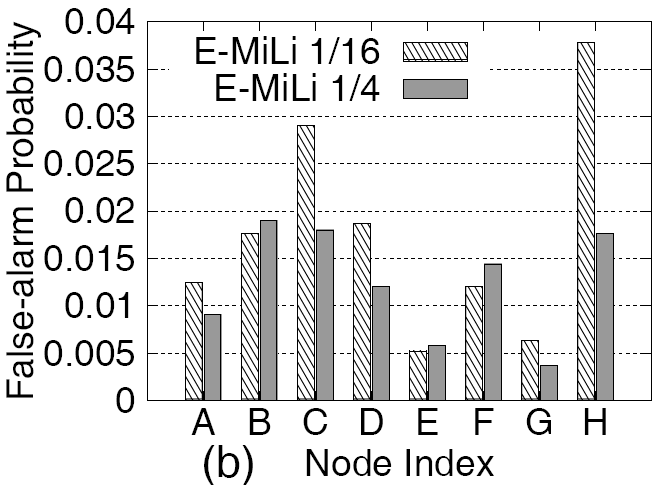 False-alarm Probability
0.04
0.035
0.03
0.025
0.02
0.015
0.01
0.005
0
E-MiLi 1/16
E-MiLi 1/4
A B C D E F G H
(b) Node Index